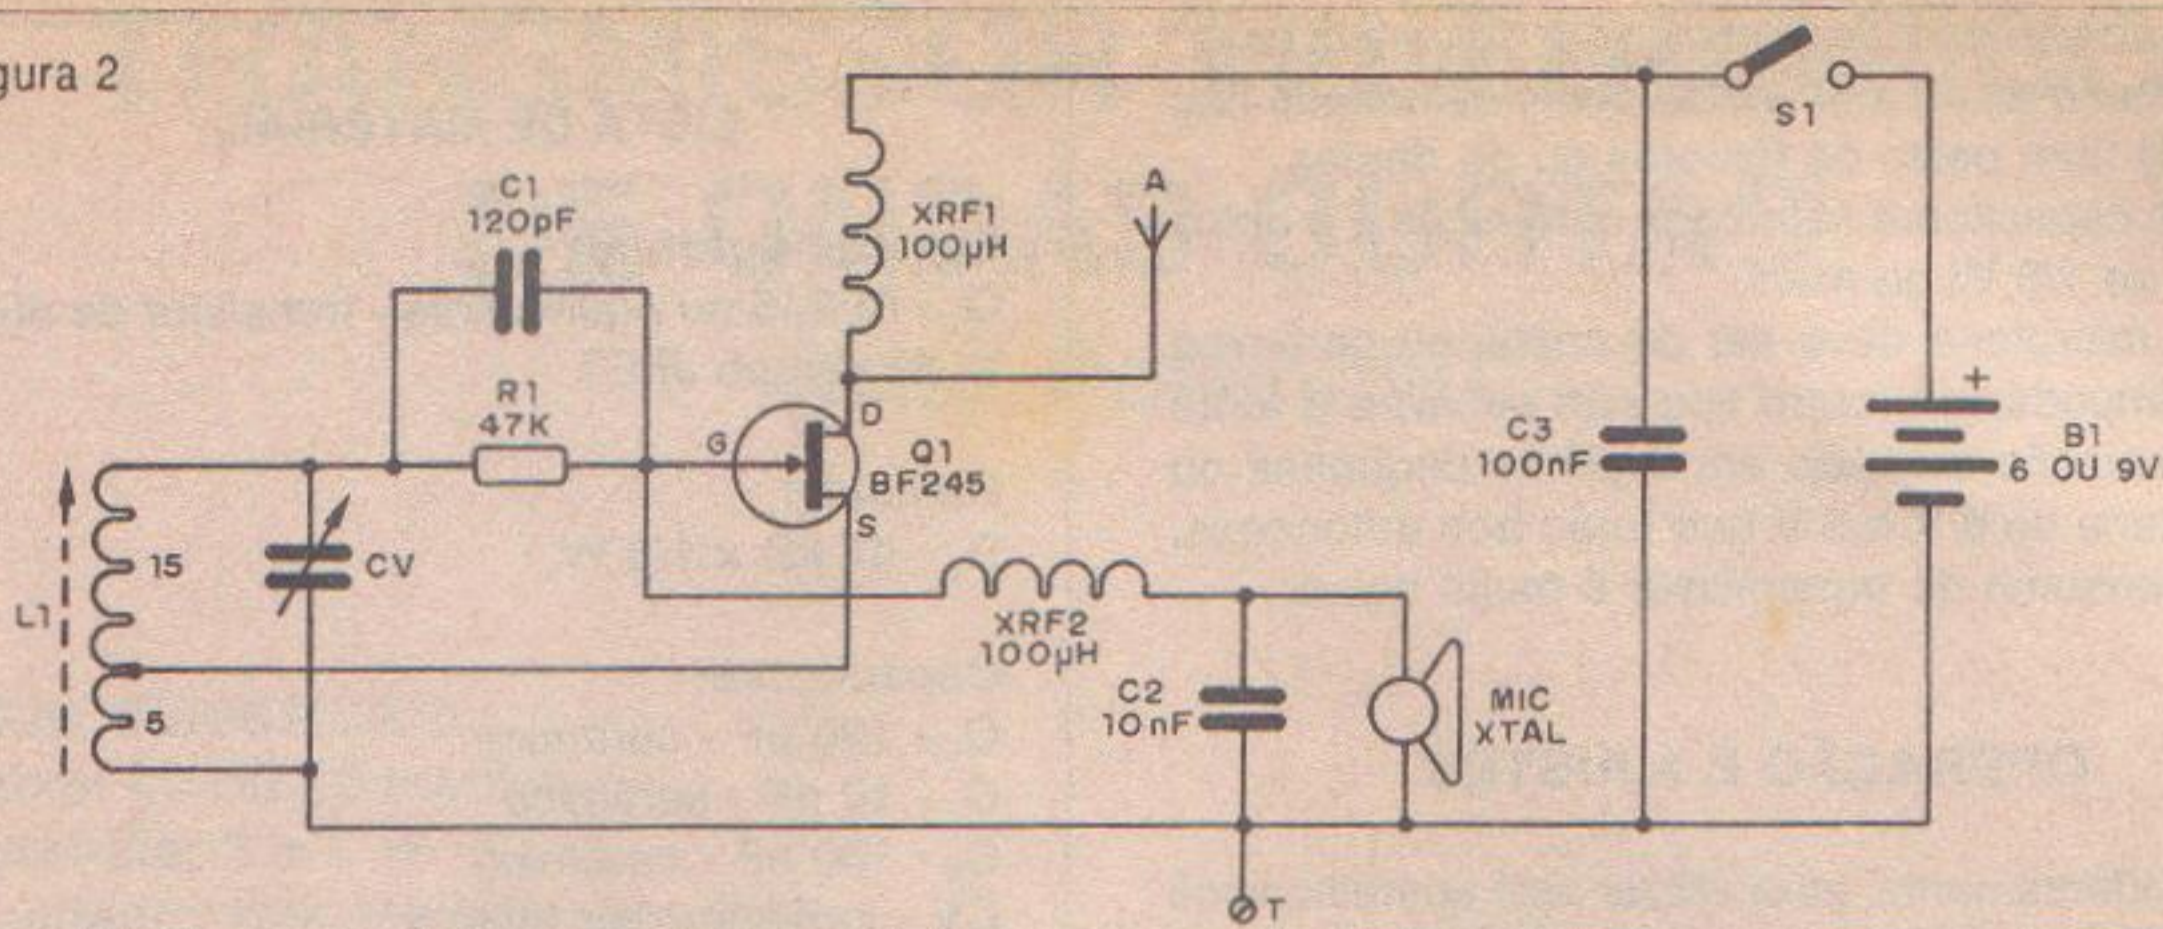 gura 2
S1
A
C1
120pF
XRF1
100µH
R1
47K
D
G
Q1
BF245
S
C3
100nF
+
B1
6 OU 9V
15
CV
L1
XRF2
100µH
5
C2
10nF
MIC
XTAL
T